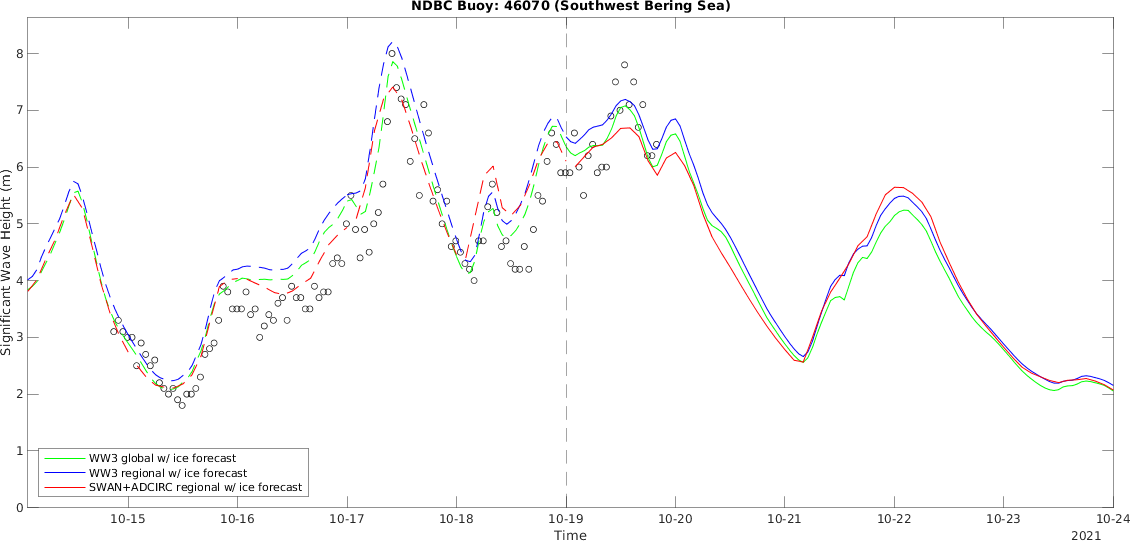 NDBC Buoy: 46070 (Southwest Bering Sea)
Significant Wave Height (m)
8
7
6
5
4
3
2
1
0
WW3 global w/ ice forecast
WW3 regional w/ ice forecast
SWAN+ADCIRC regional w/ ice forecast
10-15 10-16 10-17 10-18 10-19 10-20 10-21 10-22 10-23 10-24
Time
2021